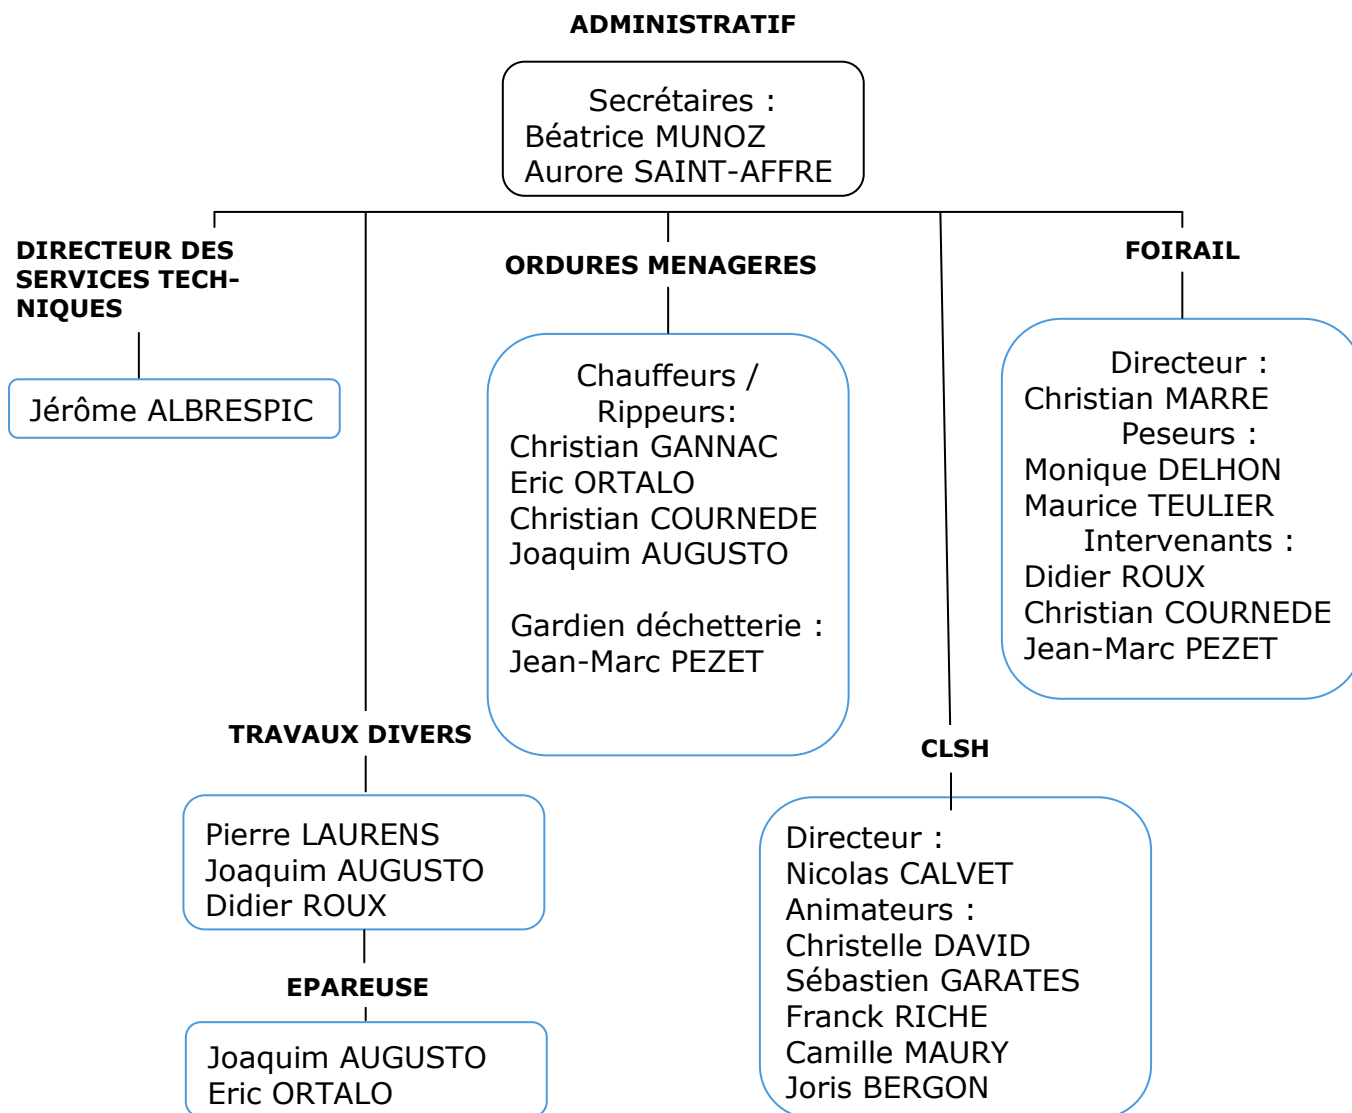 ADMINISTRATIF
Secrétaires :
Béatrice MUNOZ
Aurore SAINT-AFFRE
DIRECTEUR DES
SERVICES TECH-
NIQUES
Jérôme ALBRESPIC
ORDURES MENAGERES
Chauffeurs /
Rippeurs:
Christian GANNAC
Eric ORTALO
Christian COURNEDE
Joaquim AUGUSTO
Gardien déchetterie :
Jean-Marc PEZET
FOIRAIL
Directeur :
Christian MARRE
Peseurs :
Monique DELHON
Maurice TEULIER
Intervenants :
Didier ROUX
Christian COURNEDE
Jean-Marc PEZET
TRAVAUX DIVERS
Pierre LAURENS
Joaquim AUGUSTO
Didier ROUX
EPAREUSE
Joaquim AUGUSTO
Eric ORTALO
CLSH
Directeur :
Nicolas CALVET
Animateurs :
Christelle DAVID
Sébastien GARATES
Franck RICHE
Camille MAURY
Joris BERGON